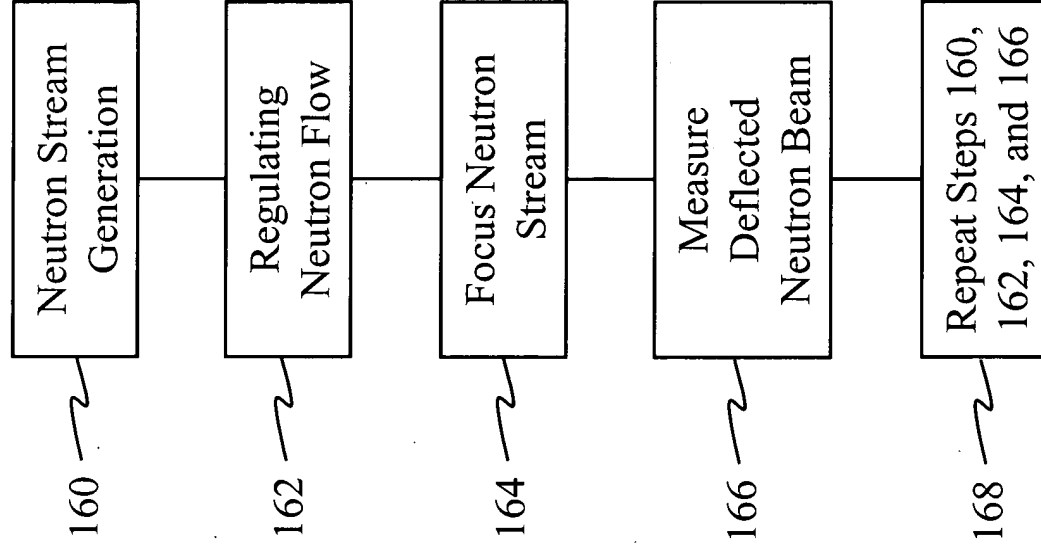 160
Neutron Stream
Generation
162
Regulating
Neutron Flow
164
Focus Neutron
Stream
166
Measure
Deflected
Neutron Beam
168
Repeat Steps 160,
162, 164, and 166